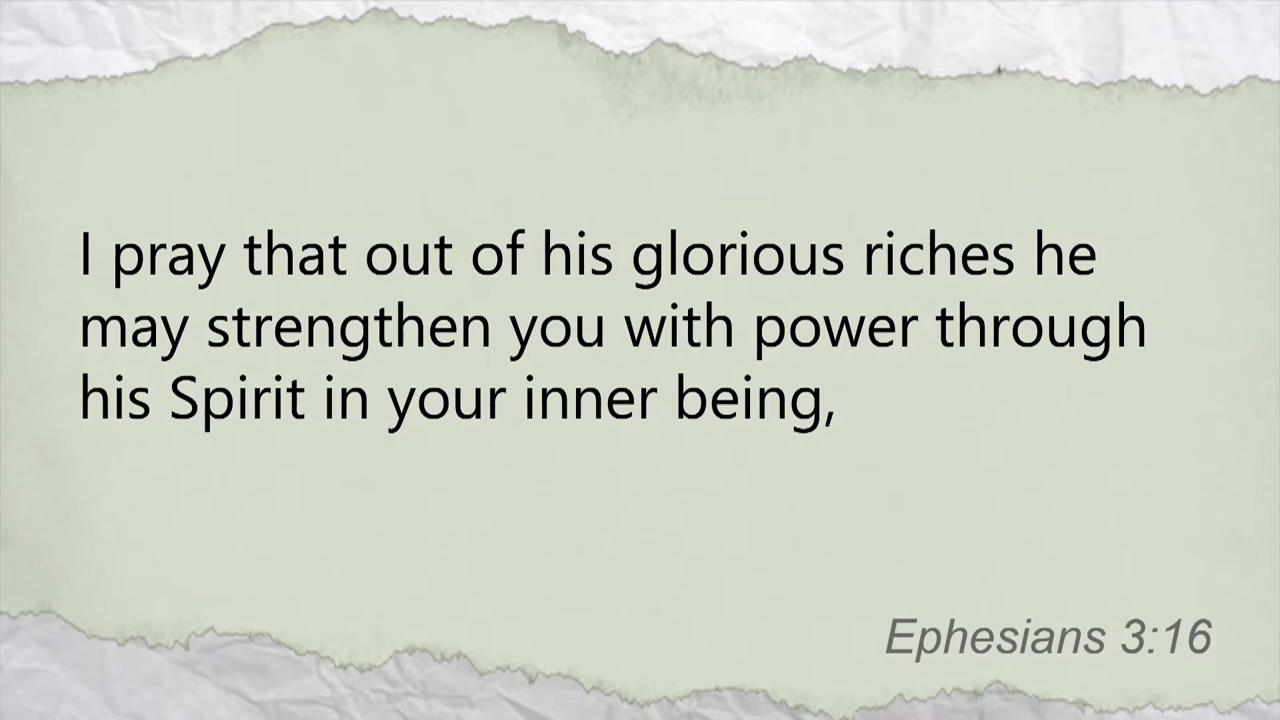 I pray that out of his glorious riches he
may strengthen you with power through
his Spirit in your inner being,
Ephesians 3:16